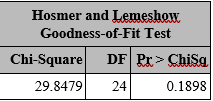 Hosmer and Lemeshow
Goodness-of-Fit Test
Chi-Square DF Pr > ChiSq
29.8479 24 0.1898